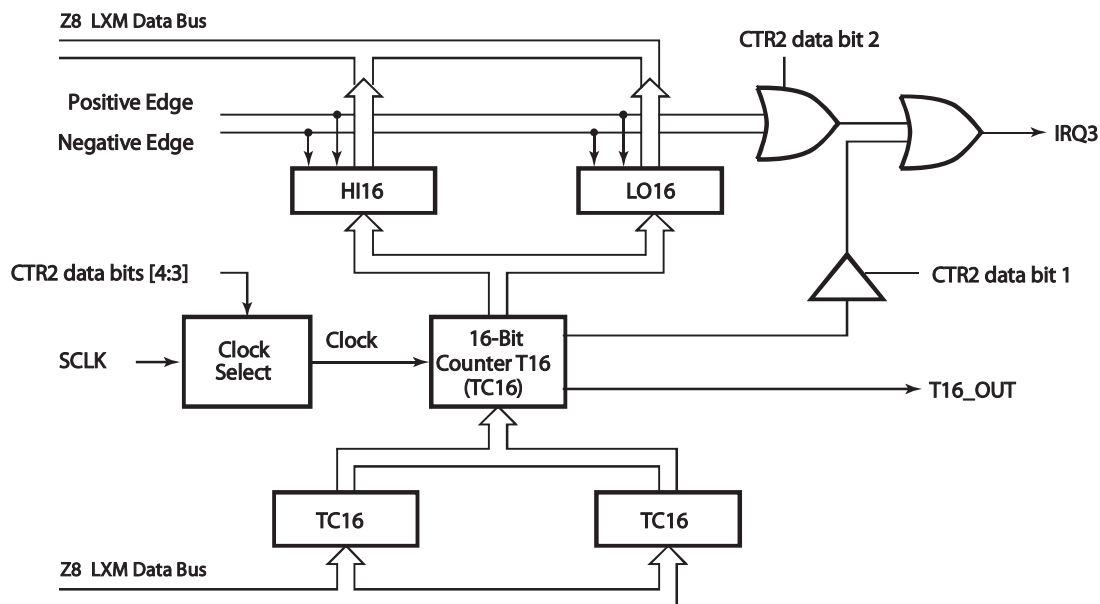 Z8 LXM Data Bus
CTR2 data bit 2
Positive Edge
Negative Edge
IRQ3
HI16
LO16
CTR2 data bits [4:3]
CTR2 data bit 1
SCLK
Clock
Select
Clock
16-Bit
Counter T16
(TC16)
T16_OUT
TC16
TC16
Z8 LXM Data Bus